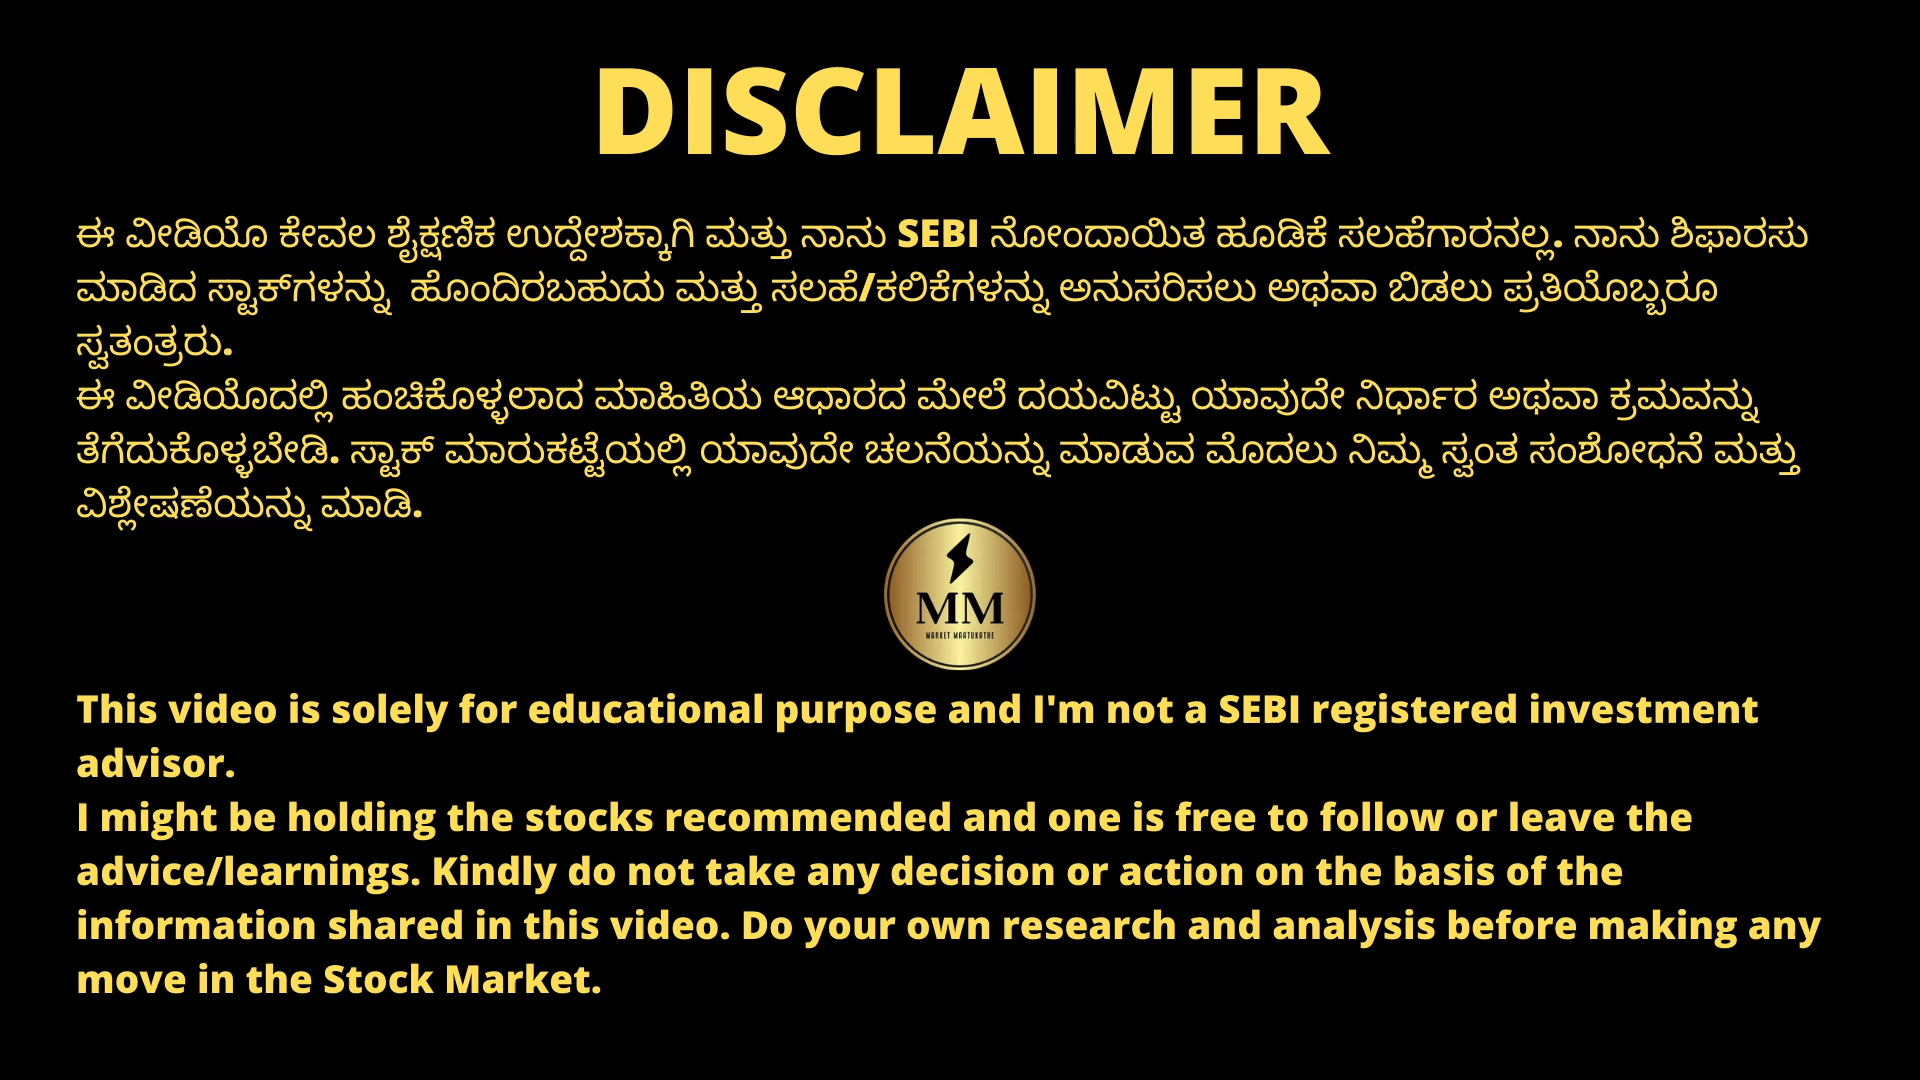 DISCLAIMER
ಈ ವೀಡಿಯೊ ಕೇವಲ ಶೈಕ್ಷಣಿಕ ಉದ್ದೇಶಕ್ಕಾಗಿ ಮತ್ತು ನಾನು SEBI ನೋಂದಾಯಿತ ಹೂಡಿಕೆ ಸಲಹೆಗಾರನಲ್ಲ. ನಾನು ಶಿಫಾರಸು
ಮಾಡಿದ ಸ್ಟಾಕ್‌ಗಳನ್ನು ಹೊಂದಿರಬಹುದು ಮತ್ತು ಸಲಹೆ/ಕಲಿಕೆಗಳನ್ನು ಅನುಸರಿಸಲು ಅಥವಾ ಬಿಡಲು ಪ್ರತಿಯೊಬ್ಬರೂ
ಸ್ವತಂತ್ರರು.
ಈ ವೀಡಿಯೊದಲ್ಲಿ ಹಂಚಿಕೊಳ್ಳಲಾದ ಮಾಹಿತಿಯ ಆಧಾರದ ಮೇಲೆ ದಯವಿಟ್ಟು ಯಾವುದೇ ನಿರ್ಧಾರ ಅಥವಾ ಕ್ರಮವನ್ನು
ತೆಗೆದುಕೊಳ್ಳಬೇಡಿ. ಸ್ಟಾಕ್ ಮಾರುಕಟ್ಟೆಯಲ್ಲಿ ಯಾವುದೇ ಚಲನೆಯನ್ನು ಮಾಡುವ ಮೊದಲು ನಿಮ್ಮ ಸ್ವಂತ ಸಂಶೋಧನೆ ಮತ್ತು
ವಿಶ್ಲೇಷಣೆಯನ್ನು ಮಾಡಿ.
MM
MARKET MAATUKATHE
This video is solely for educational purpose and I'm not a SEBI registered investment
advisor.
I might be holding the stocks recommended and one is free to follow or leave the
advice/learnings. Kindly do not take any decision or action on the basis of the
information shared in this video. Do your own research and analysis before making any
move in the Stock Market.